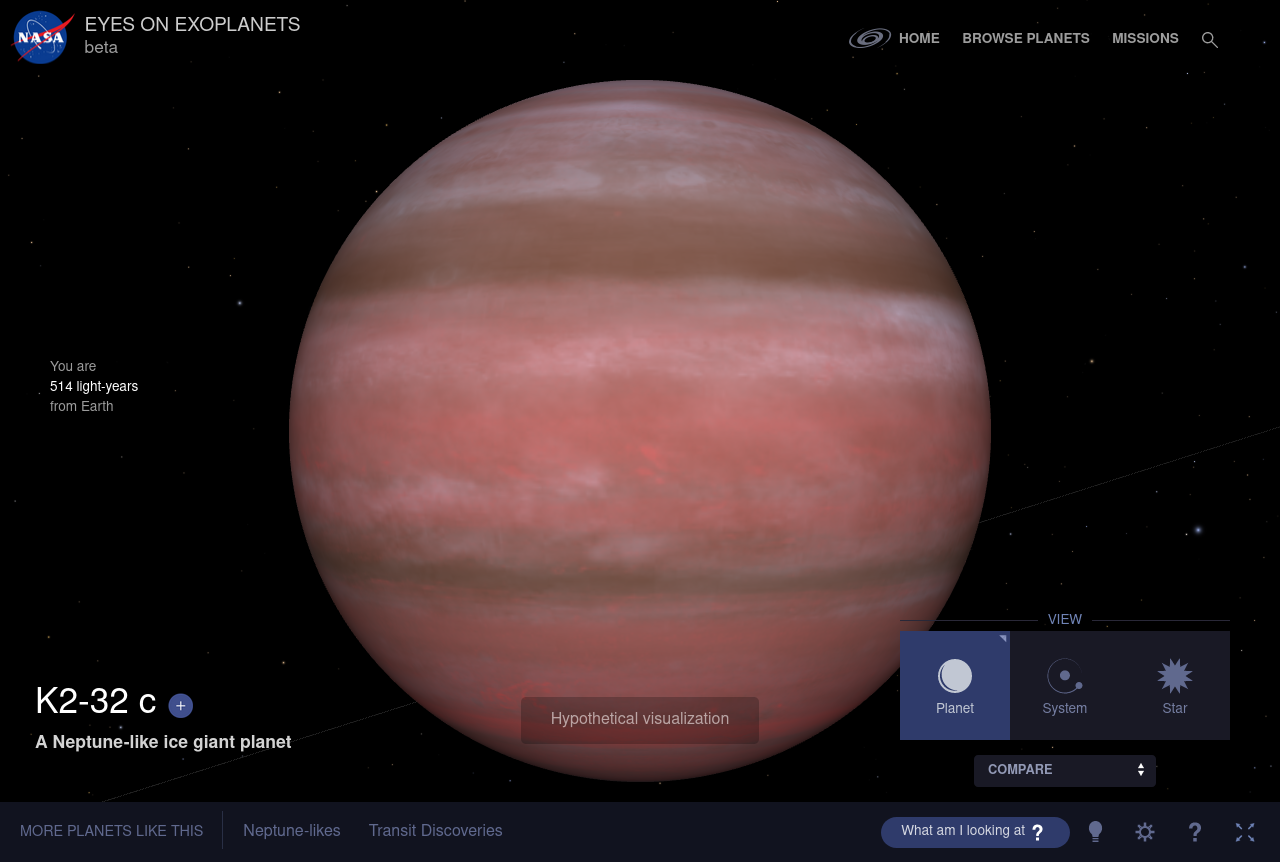 NASA
EYES ON EXOPLANETS
beta
HOME
BROWSE PLANETS
MISSIONS
You are
514 light-years
from Earth
K2-32 c +
A Neptune-like ice giant planet
Hypothetical visualization
VIEW
Planet
System
Star
COMPARE
MORE PLANETS LIKE THIS
Neptune-likes
Transit Discoveries
What am I looking at ?
?